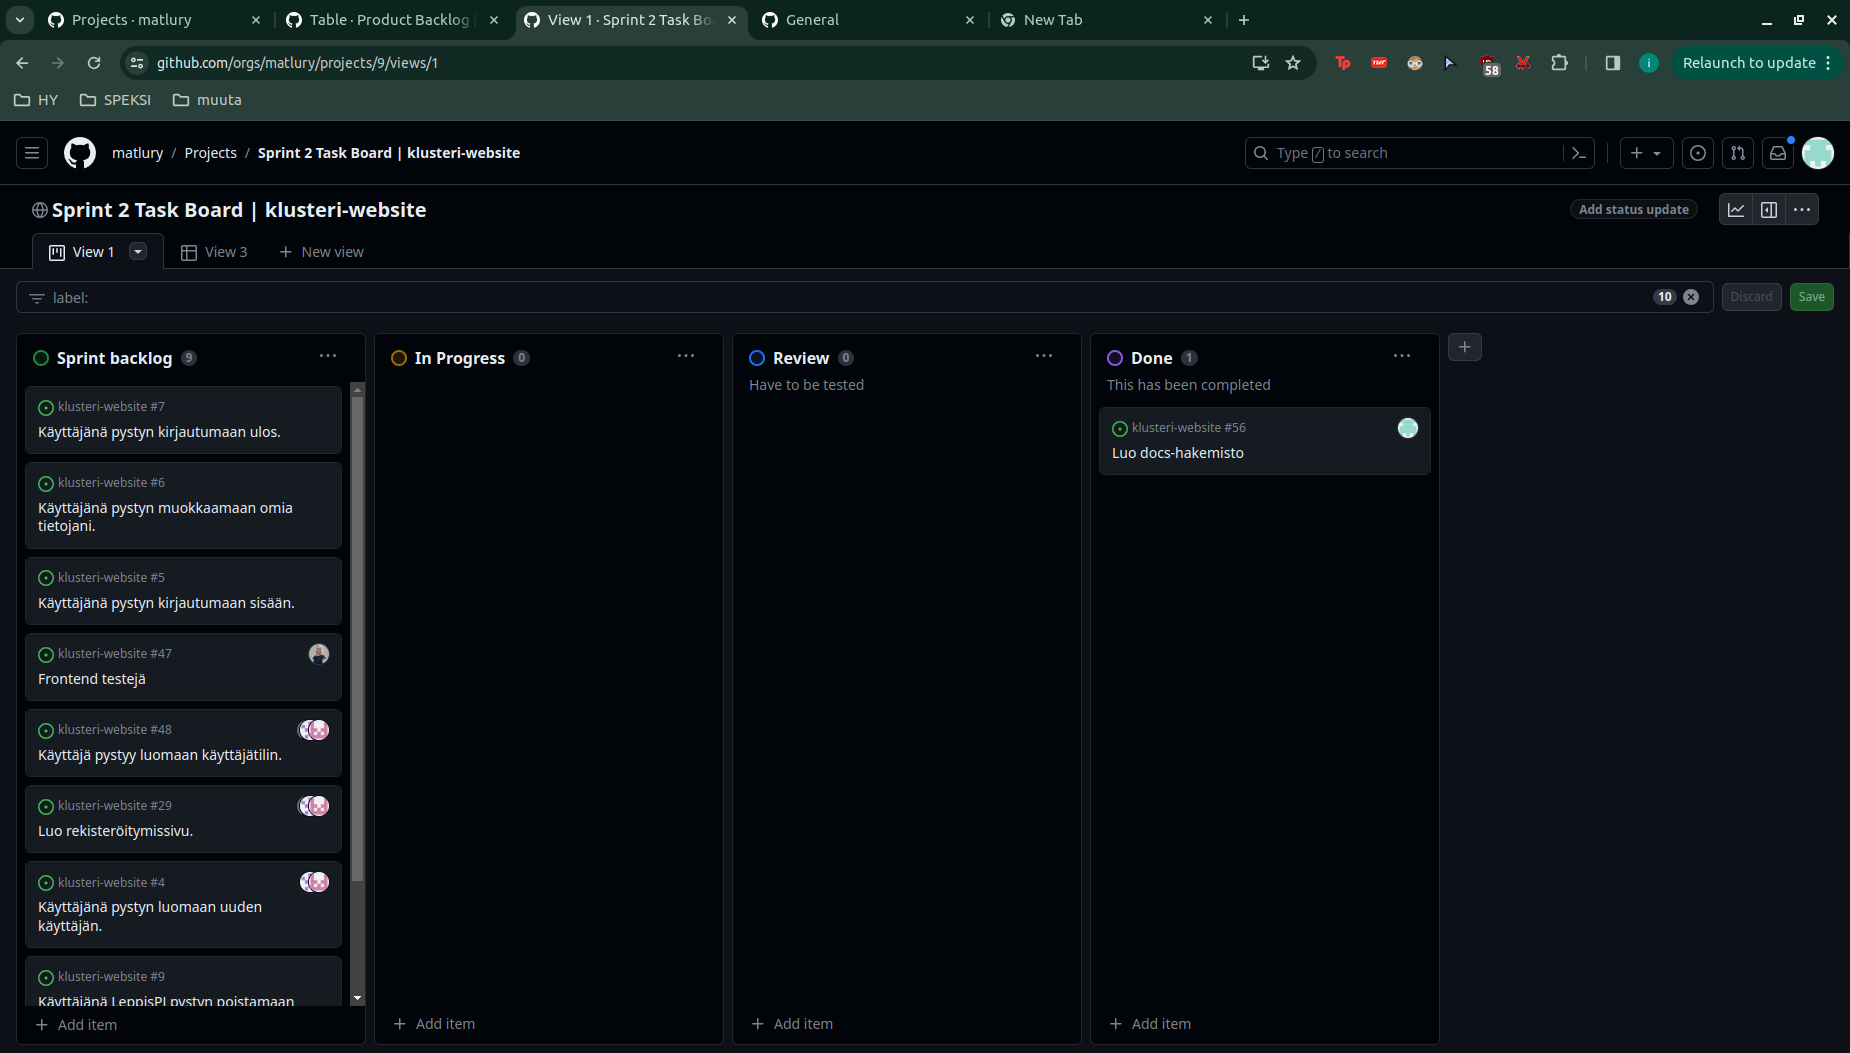 Projects · matlury
Table · Product Backlog
View 1 · Sprint 2 Task Bo
General
New Tab
github.com/orgs/matlury/projects/9/views/1
58
i
Relaunch to update
HY
SPEKSI
muuta
matlury / Projects / Sprint 2 Task Board | klusteri-website
Type / to search
Sprint 2 Task Board | klusteri-website
Add status update
View 1
View 3
New view
label:
10
Discard
Save
Sprint backlog 9
klusteri-website #7
Käyttäjänä pystyn kirjautumaan ulos.
klusteri-website #6
Käyttäjänä pystyn muokkaamaan omia
tietojani.
klusteri-website #5
Käyttäjänä pystyn kirjautumaan sisään.
klusteri-website #47
Frontend testejä
klusteri-website #48
Käyttäjä pystyy luomaan käyttäjätilin.
klusteri-website #29
Luo rekisteröitymissivu.
klusteri-website #4
Käyttäjänä pystyn luomaan uuden
käyttäjän.
klusteri-website #9
Käyttäjänä LeppisPJ pystyn poistamaan
Add item
In Progress 0
Add item
Review 0
Have to be tested
Add item
Done 1
This has been completed
klusteri-website #56
Luo docs-hakemisto
Add item